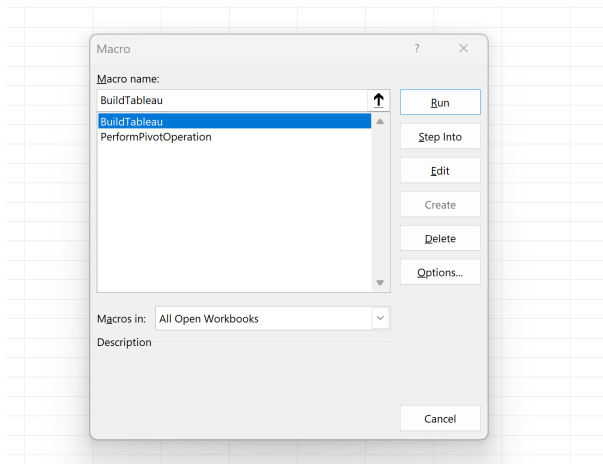 Macro ?
Macro name:
BuildTableau
Run
BuildTableau
PerformPivotOperation
Step Into
Edit
Create
Delete
Options...
Macros in: All Open Workbooks
Description
Cancel